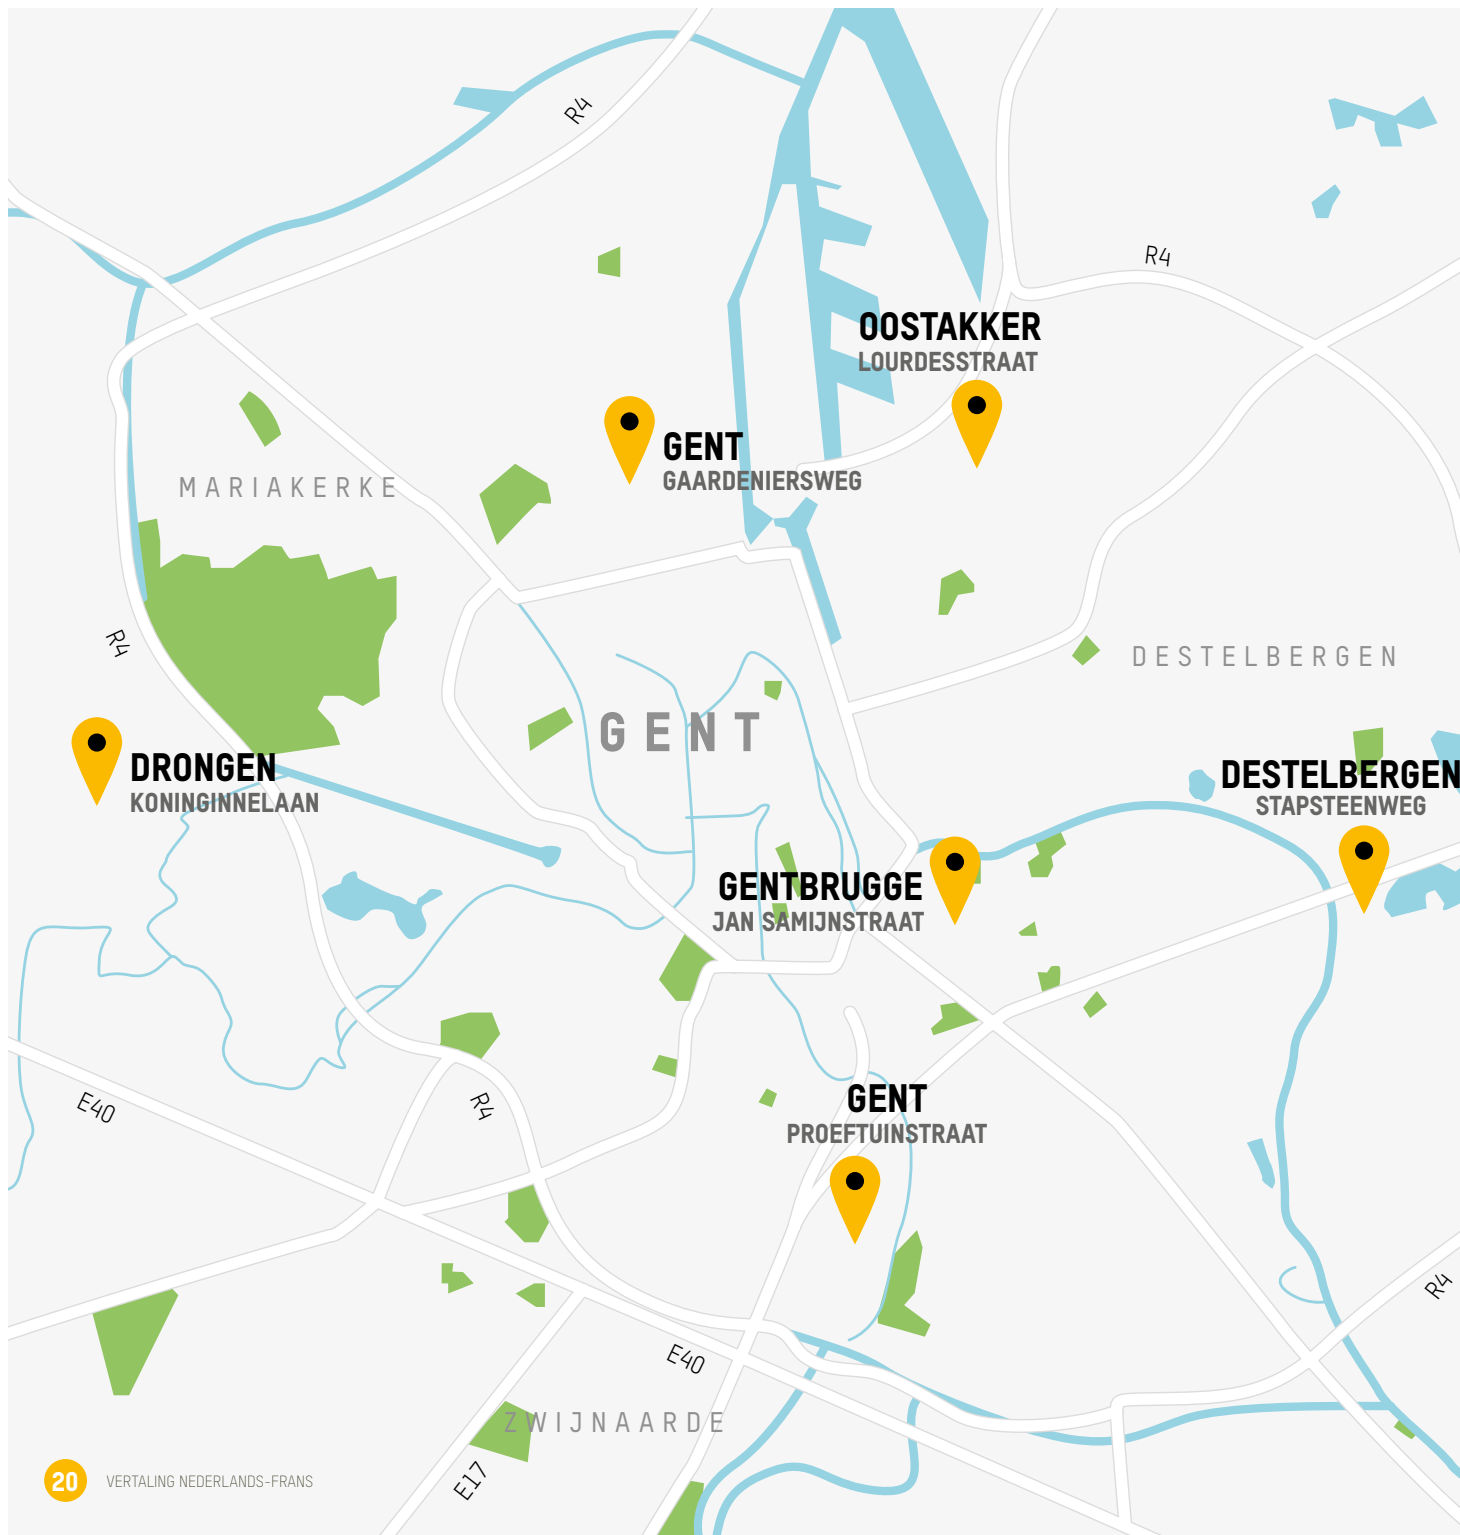 R4
R4
OOSTAKKER
LOURDESSTRAAT
GENT
GAARDENIERSWEG
MARIAKERKE
R4
DESTELBERGEN
GENT
DRONGEN
KONINGINNELAAN
DESTELBERGEN
STAPSTEENWEG
GENTBRUGGE
JAN SAMIJNSTRAAT
E40
R4
GENT
PROEFTUINSTRAAT
R4
E40
ZWIJNAARDE
E17
20 VERTALING NEDERLANDS-FRANS